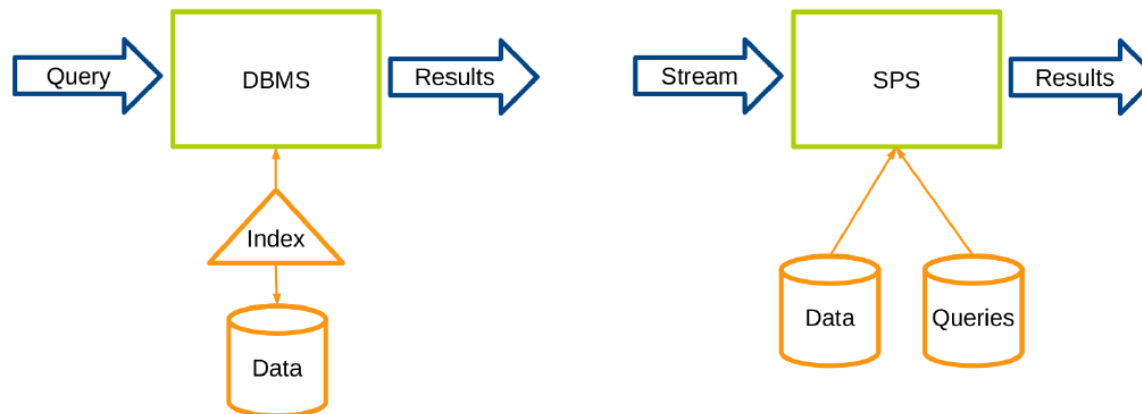 Query
DBMS
Results
Stream
SPS
Results
Index
Data
Data
Queries